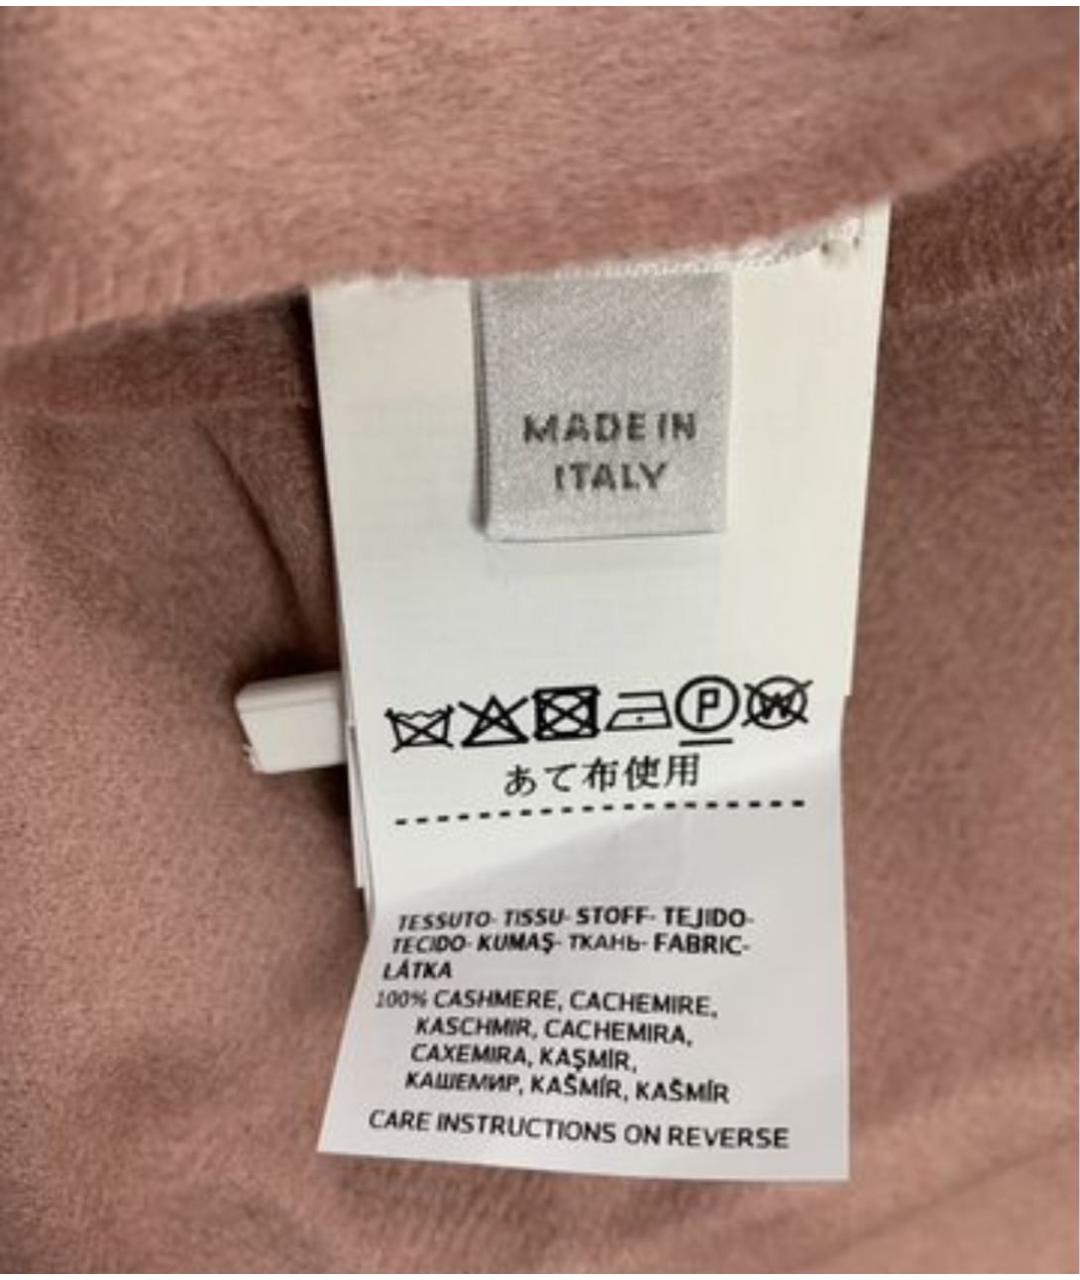 MADE IN
ITALY
P W
あて布使用
TESSUTO- TISSU- STOFF- TEJIDO-
TECIDO- KUMAŞ- ТКАНЬ- FABRIC-
LÁTKA
100% CASHMERE, CACHEMIRE,
KASCHMIR, CACHEMIRA,
CAXEMIRA, KAŞMİR,
КАШЕМИР, KAŠMÍR, KAŠMÍR
CARE INSTRUCTIONS ON REVERSE